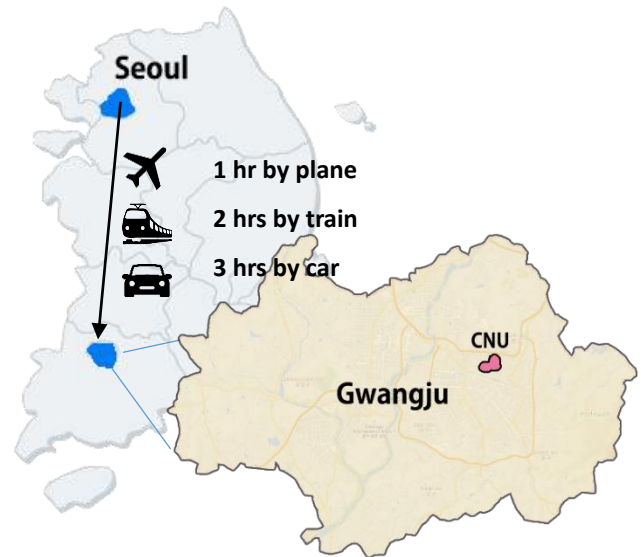 Seoul
1 hr by plane
2 hrs by train
3 hrs by car
CNU
Gwangju